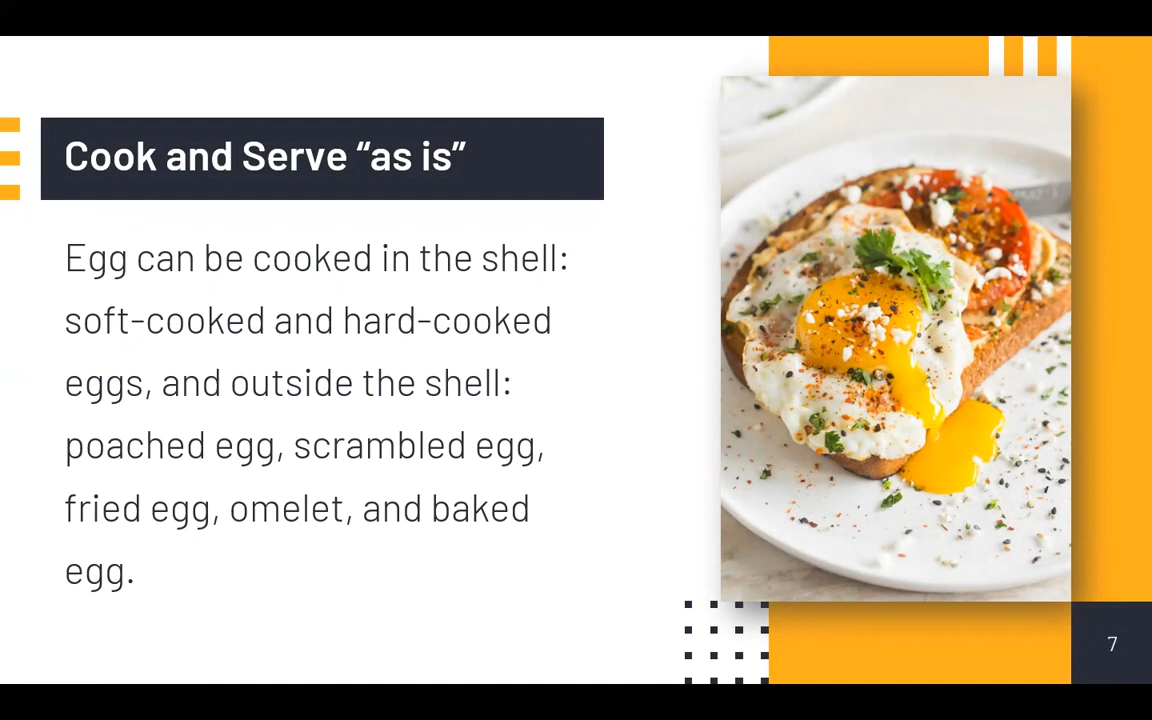 Cook and Serve “as is”
Egg can be cooked in the shell:
soft-cooked and hard-cooked
eggs, and outside the shell:
poached egg, scrambled egg,
fried egg, omelet, and baked
egg.
7